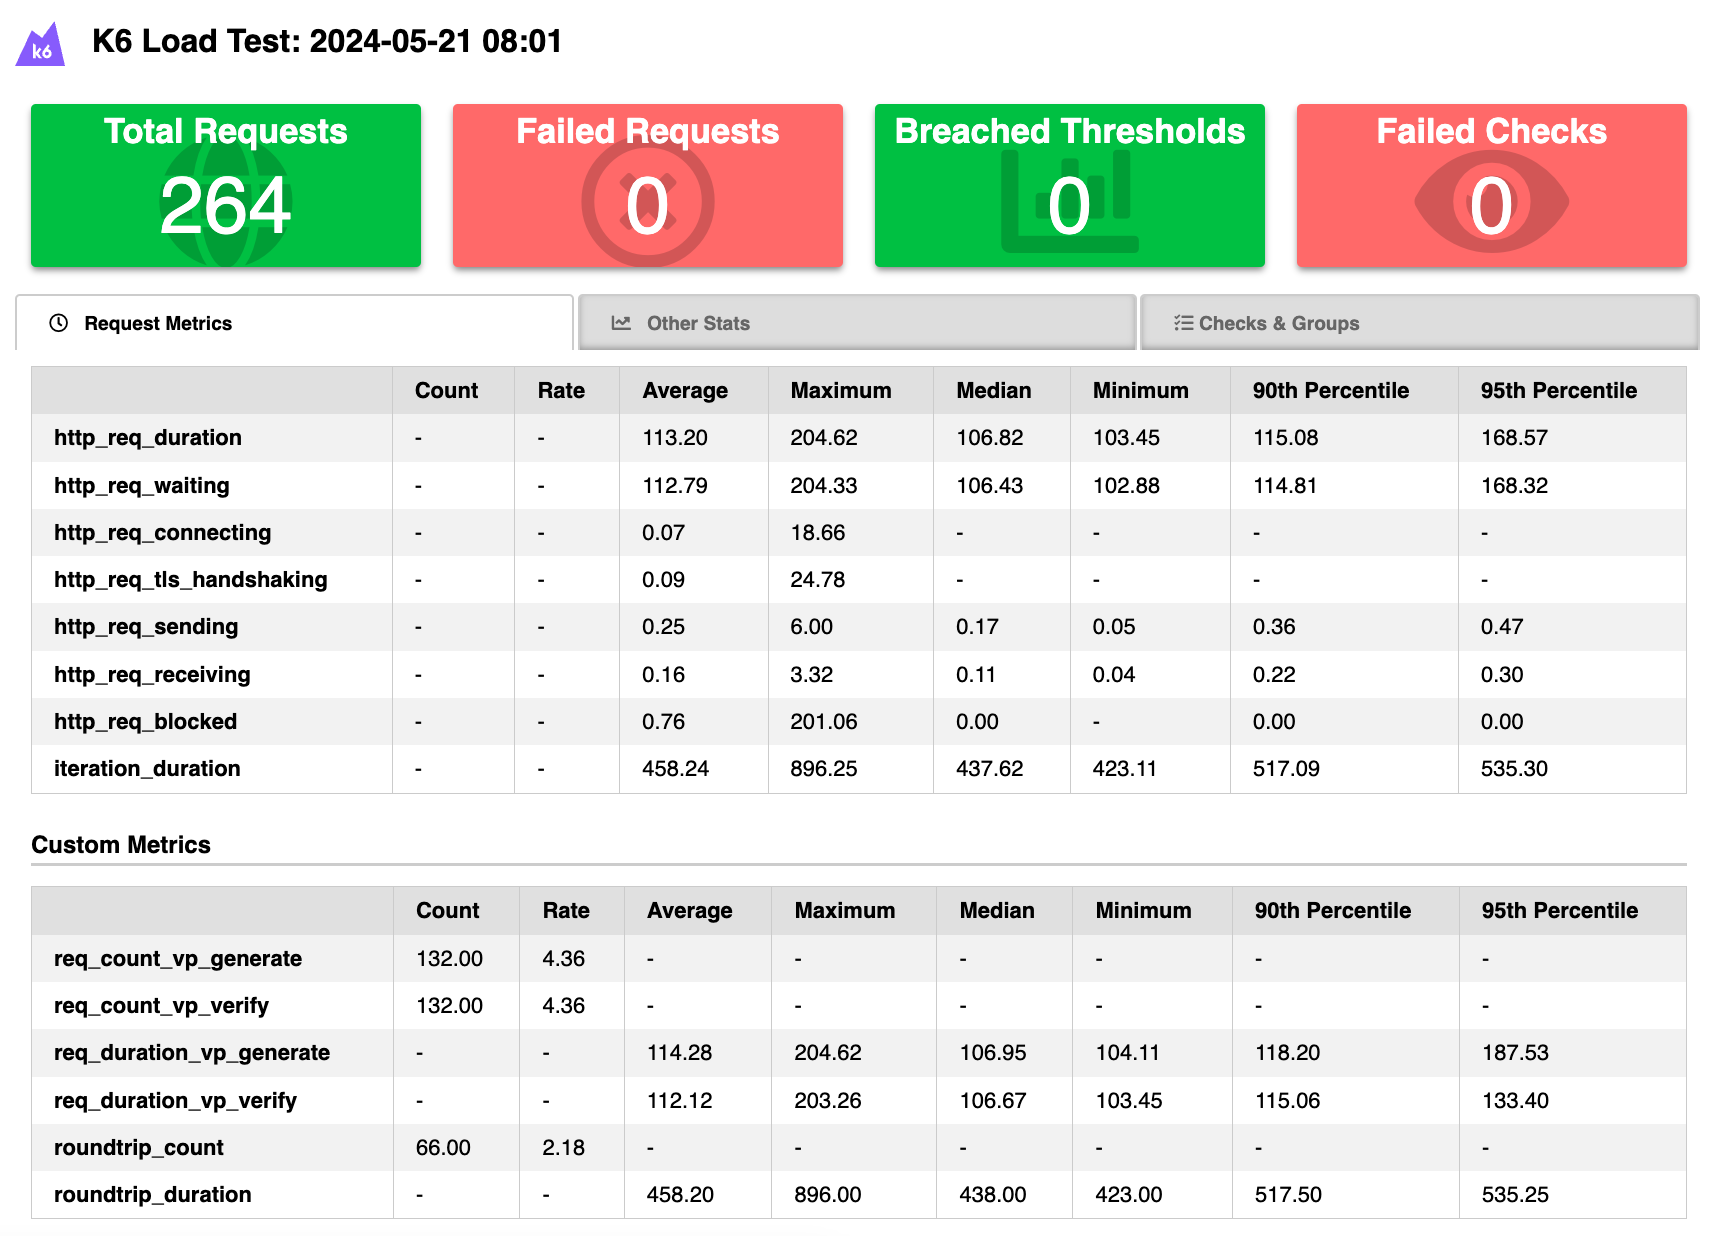 k6
K6 Load Test: 2024-05-21 08:01
Total Requests Failed Requests Breached Thresholds Failed Checks
264 0 0 0
Request Metrics Other Stats Checks & Groups
Count Rate Average Maximum Median Minimum 90th Percentile 95th Percentile
http_req_duration - - 113.20 204.62 106.82 103.45 115.08 168.57
http_req_waiting - - 112.79 204.33 106.43 102.88 114.81 168.32
http_req_connecting - - 0.07 18.66 - - - -
http_req_tls_handshaking - - 0.09 24.78 - - - -
http_req_sending - - 0.25 6.00 0.17 0.05 0.36 0.47
http_req_receiving - - 0.16 3.32 0.11 0.04 0.22 0.30
http_req_blocked - - 0.76 201.06 0.00 - 0.00 0.00
iteration_duration - - 458.24 896.25 437.62 423.11 517.09 535.30
Custom Metrics
Count Rate Average Maximum Median Minimum 90th Percentile 95th Percentile
req_count_vp_generate 132.00 4.36 - - - - - -
req_count_vp_verify 132.00 4.36 - - - - - -
req_duration_vp_generate - - 114.28 204.62 106.95 104.11 118.20 187.53
req_duration_vp_verify - - 112.12 203.26 106.67 103.45 115.06 133.40
roundtrip_count 66.00 2.18 - - - - - -
roundtrip_duration - - 458.20 896.00 438.00 423.00 517.50 535.25